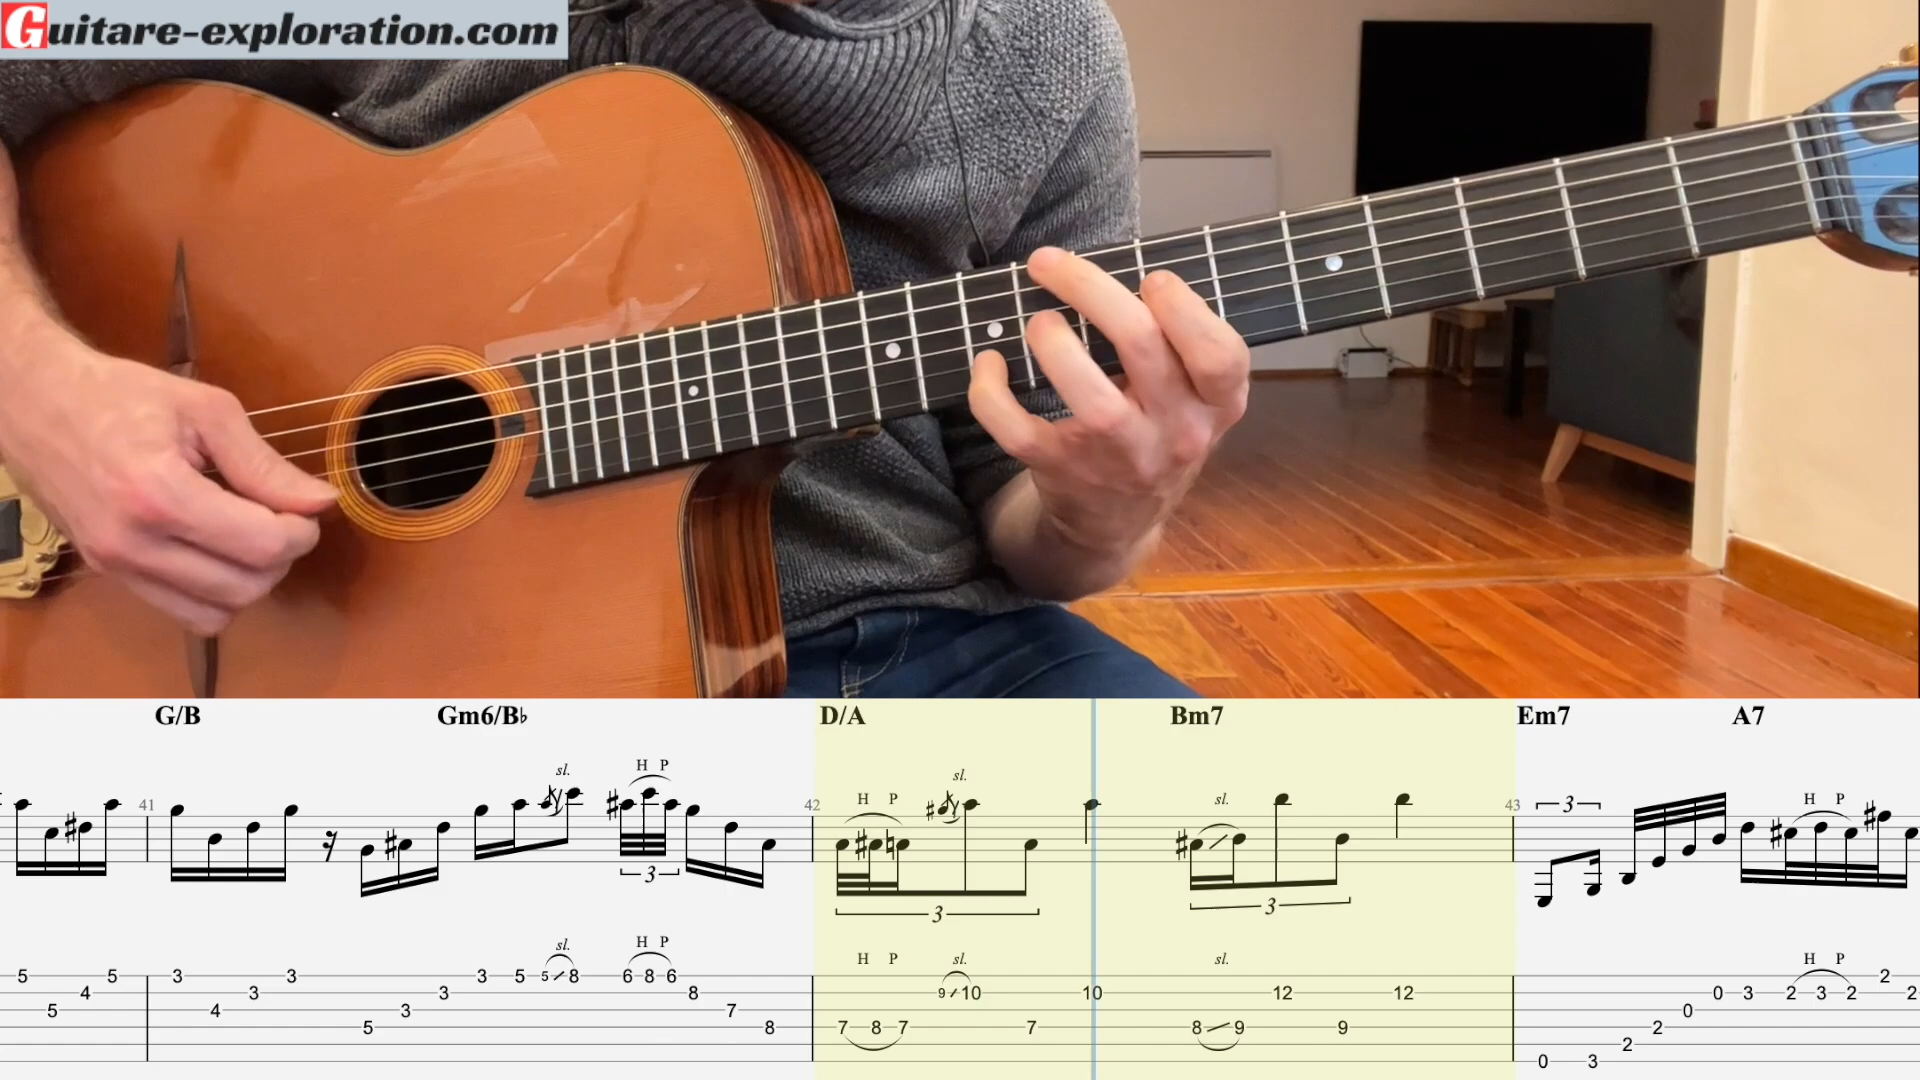 Guitare-exploration.com
G/B Gm6/B♭ D/A Bm7 Em7 A7
sl. H P sl. H P sl. H P
41 42 43
3 3 3 3
sl. H P H P sl. sl. H P
5 5 4 5 3 4 3 3 5 3 3 3 5 5 8 6 8 6 8 7 8 7 8 7 9 10 7 10 8 9 12 9 12 0 3 2 2 0 0 3 2 3 2 2 2